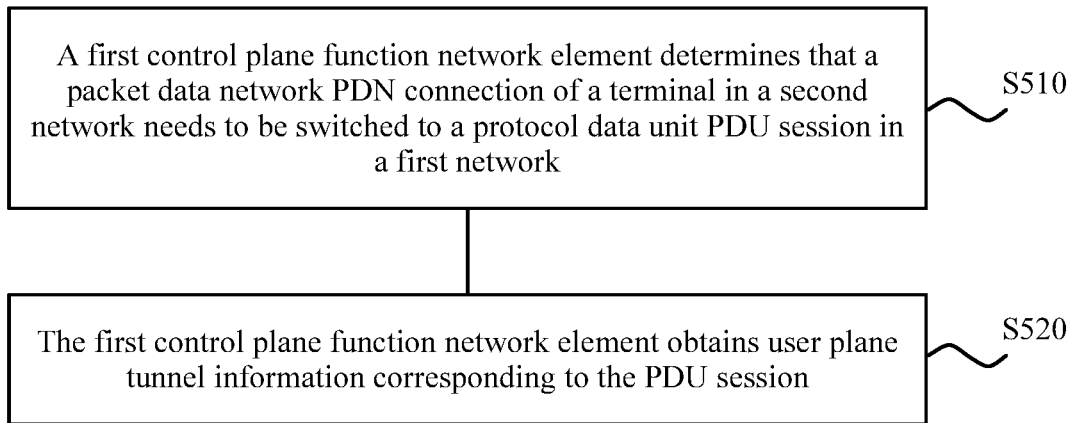 A first control plane function network element determines that a
packet data network PDN connection of a terminal in a second
network needs to be switched to a protocol data unit PDU session in
a first network
S510
The first control plane function network element obtains user plane
tunnel information corresponding to the PDU session
S520